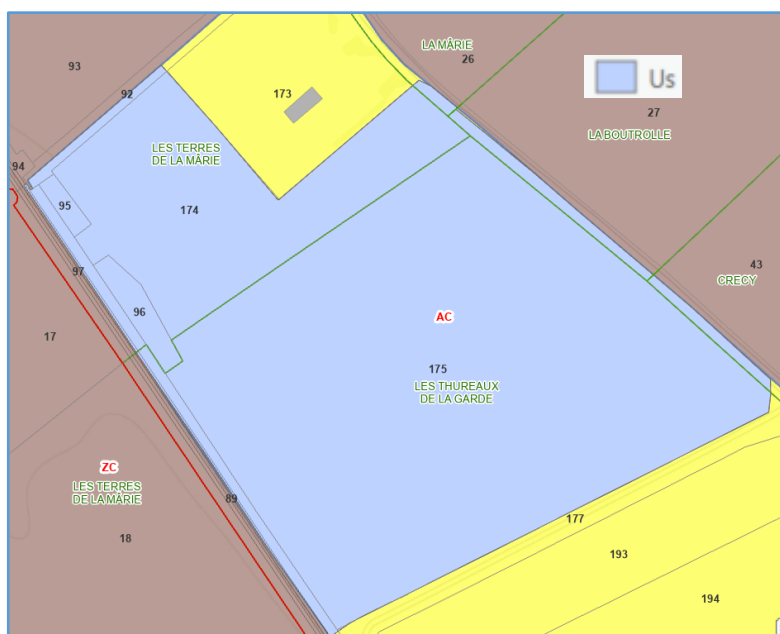 LA MÂRIE
26
93
Us
92
173
27
LA BOUTROLLE
LES TERRES
DE LA MÂRIE
94
95
174
43
97
CRECY
96
AC
17
175
LES THUREAUX
DE LA GARDE
ZC
LES TERRES
DE LA MÂRIE
89
177
18
193
194